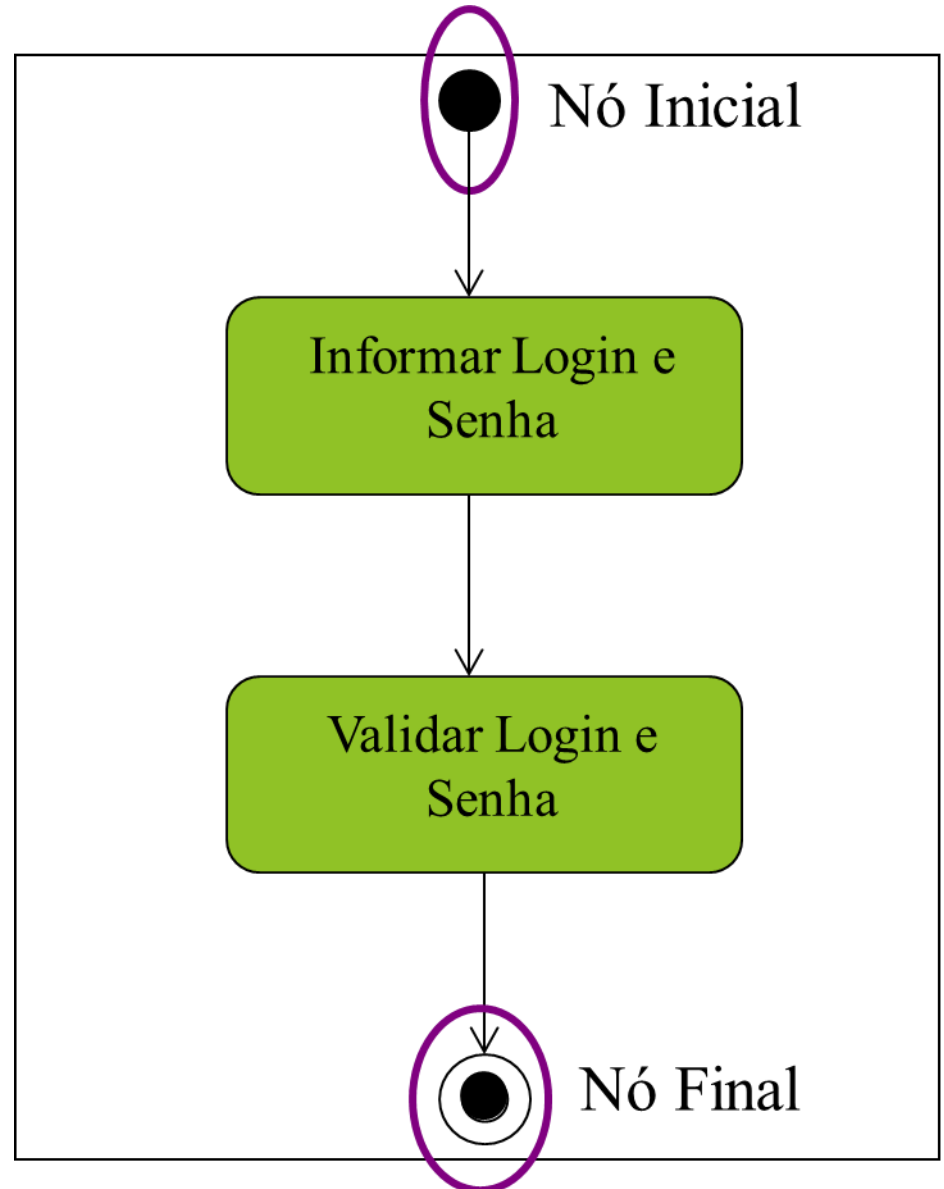 Nó Inicial
Informar Login e
Senha
Validar Login e
Senha
Nó Final